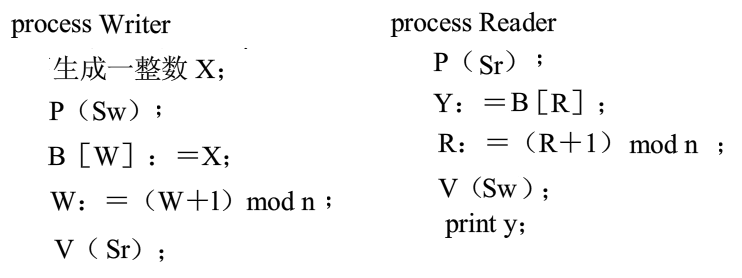 process Writer
生成一整数 X；
P（Sw）；
B［W］：＝X；
W：＝（W＋1）mod n；
V（Sr）；
process Reader
P（Sr）；
Y：＝B［R］；
R：＝（R＋1）mod n ；
V（Sw）；
print y；